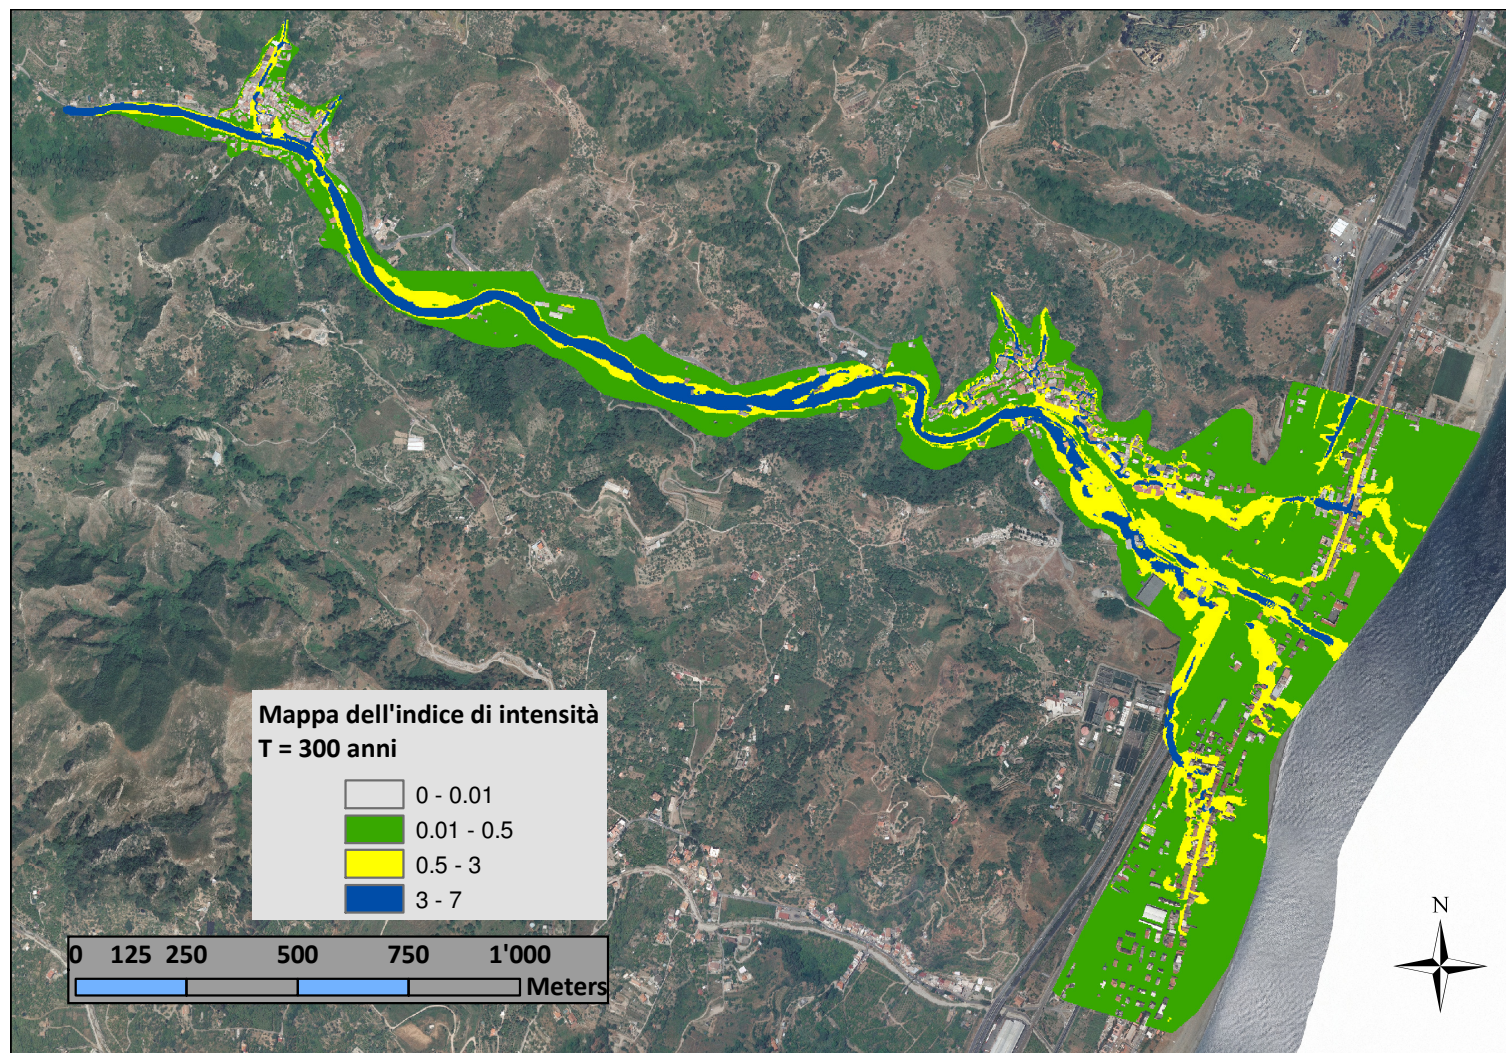 Mappa dell'indice di intensità
T = 300 anni
0 - 0.01
0.01 - 0.5
0.5 - 3
3 - 7
0 125 250 500 750 1'000
Meters
N